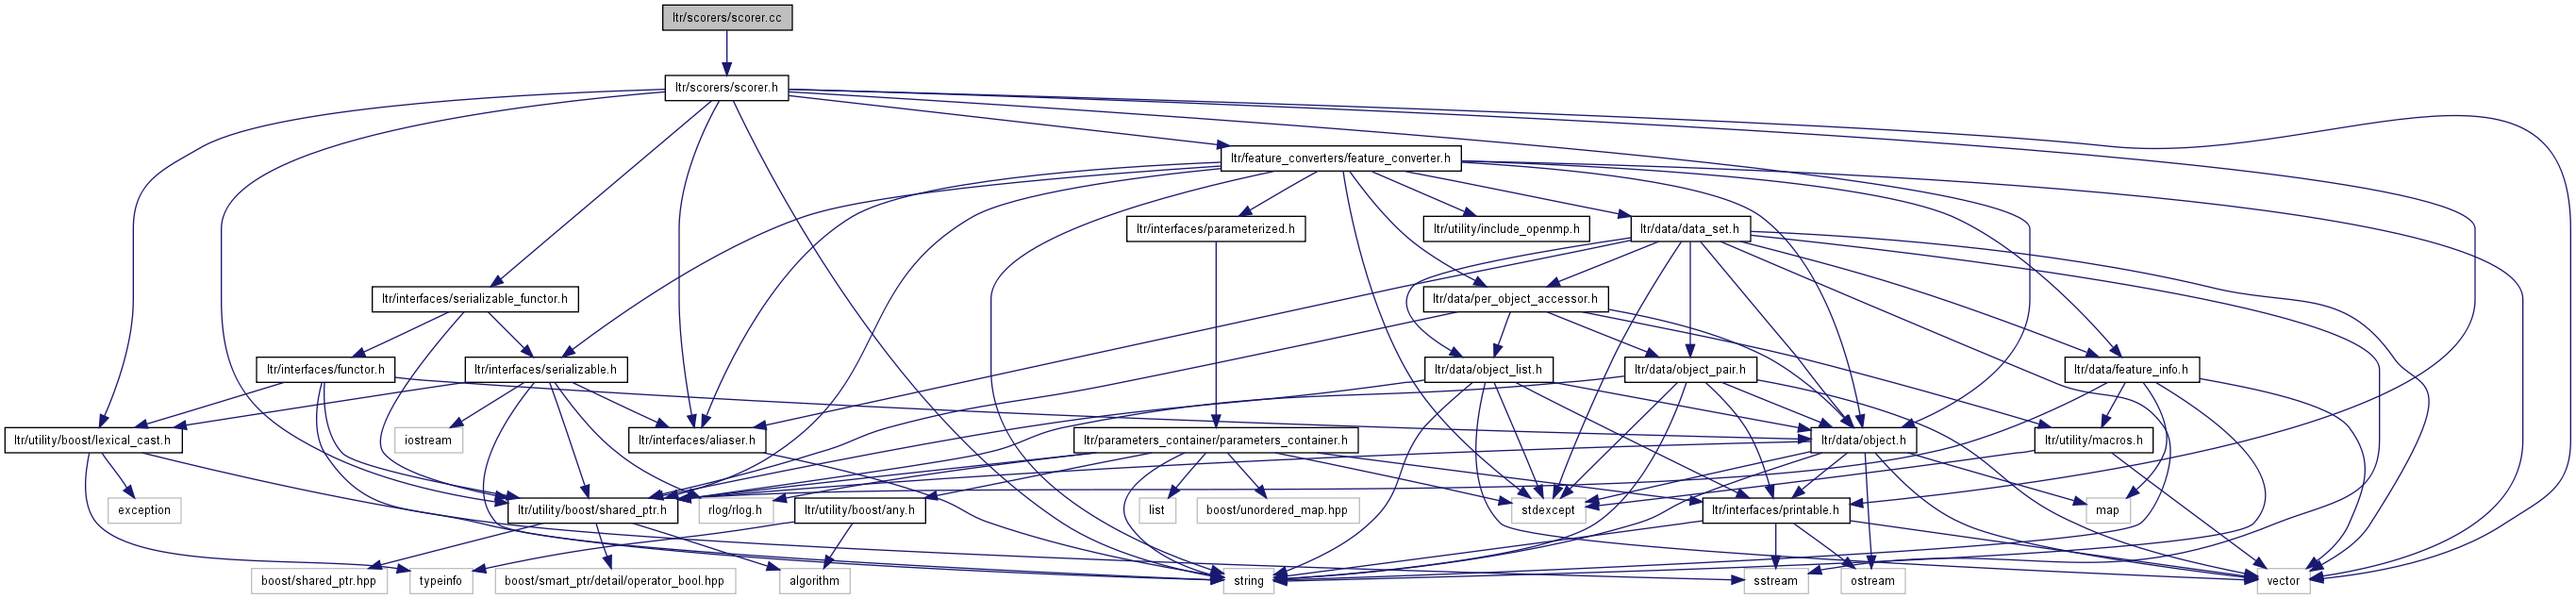 ltr/scorers/scorer.cc
ltr/scorers/scorer.h
ltr/feature_converters/feature_converter.h
ltr/interfaces/parameterized.h
ltr/utility/include_openmp.h
ltr/data/data_set.h
ltr/interfaces/serializable_functor.h
ltr/data/per_object_accessor.h
ltr/interfaces/functor.h
ltr/interfaces/serializable.h
ltr/data/object_list.h
ltr/data/object_pair.h
ltr/data/feature_info.h
ltr/utility/boost/lexical_cast.h
iostream
ltr/interfaces/aliaser.h
ltr/parameters_container/parameters_container.h
ltr/data/object.h
ltr/utility/macros.h
exception
ltr/utility/boost/shared_ptr.h
rlog/rlog.h
ltr/utility/boost/any.h
list
boost/unordered_map.hpp
stdexcept
ltr/interfaces/printable.h
map
boost/shared_ptr.hpp
typeinfo
boost/smart_ptr/detail/operator_bool.hpp
algorithm
string
sstream
ostream
vector